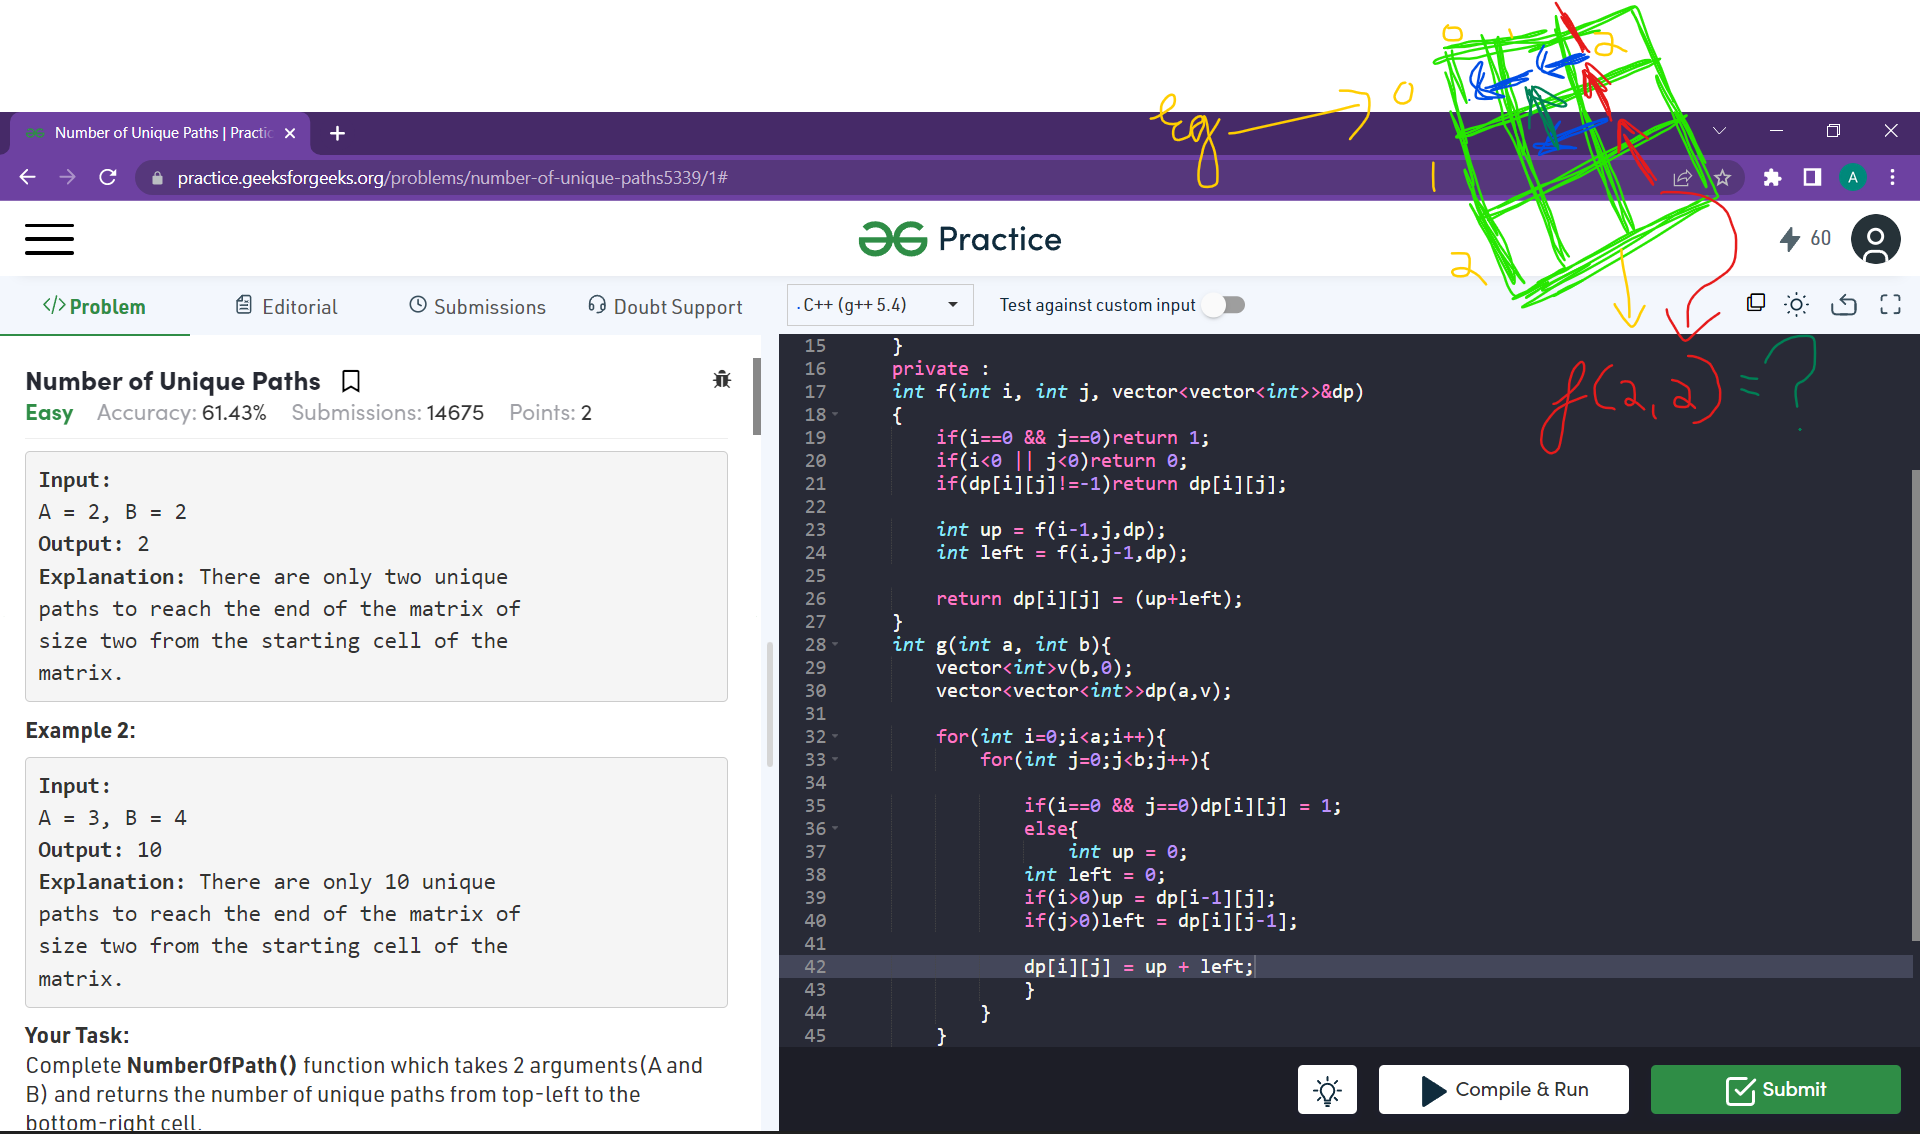 0 1 2
eg → 0
Number of Unique Paths | Practic
1
practice.geeksforgeeks.org/problems/number-of-unique-paths5339/1#
A
Practice
60
2
</>Problem
Editorial
Submissions
Doubt Support
C++ (g++ 5.4)
Test against custom input
f(2,2) = ?
Number of Unique Paths
Easy Accuracy: 61.43% Submissions: 14675 Points: 2
Input:
A = 2, B = 2
Output: 2
Explanation: There are only two unique
paths to reach the end of the matrix of
size two from the starting cell of the
matrix.
Example 2:
Input:
A = 3, B = 4
Output: 10
Explanation: There are only 10 unique
paths to reach the end of the matrix of
size two from the starting cell of the
matrix.
Your Task:
Complete NumberOfPath() function which takes 2 arguments(A and
B) and returns the number of unique paths from top-left to the
bottom-right cell.
15 }
16 private :
17 int f(int i, int j, vector<vector<int>>&dp)
18 {
19 if(i==0 && j==0)return 1;
20 if(i<0 || j<0)return 0;
21 if(dp[i][j]!=-1)return dp[i][j];
22
23 int up = f(i-1,j,dp);
24 int left = f(i,j-1,dp);
25
26 return dp[i][j] = (up+left);
27 }
28 int g(int a, int b){
29 vector<int>v(b,0);
30 vector<vector<int>>dp(a,v);
31
32 for(int i=0;i<a;i++){
33 for(int j=0;j<b;j++){
34
35 if(i==0 && j==0)dp[i][j] = 1;
36 else{
37 int up = 0;
38 int left = 0;
39 if(i>0)up = dp[i-1][j];
40 if(j>0)left = dp[i][j-1];
41
42 dp[i][j] = up + left;
43 }
44 }
45 }
Compile & Run
Submit